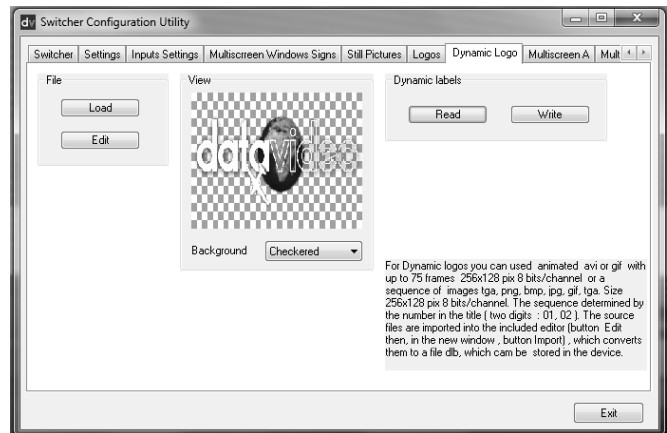 dv Switcher Configuration Utility
Switcher Settings Inputs Settings Multiscreen Windows Signs Still Pictures Logos Dynamic Logo Multiscreen A Mult
File
Load
Edit
View
datavideo
Background Checkered
Dynamic labels
Read Write
For Dynamic logos you can used animated avi or gif with
up to 75 frames 256x128 pix 8 bits/channel or a
sequence of images tga, png, bmp, jpg, gif, tga. Size
256x128 pix 8 bits/channel. The sequence determined by
the number in the title ( two digits : 01, 02 ). The source
files are imported into the included editor (button Edit
then, in the new window , button Import) , which converts
them to a file dlb, which cam be stored in the device.
Exit